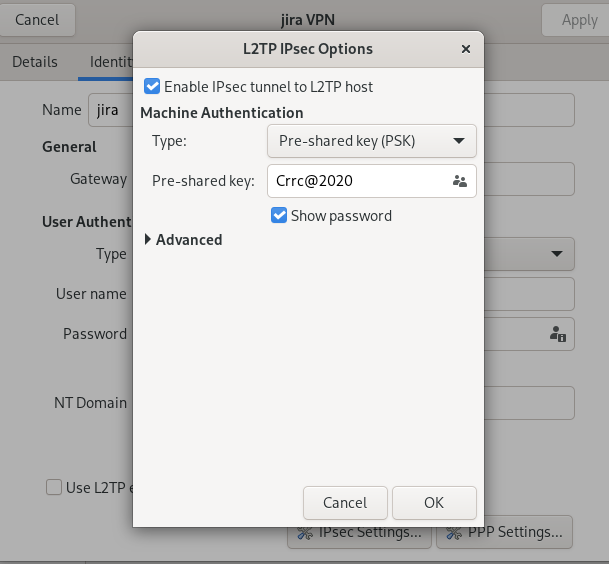 Cancel
jira VPN
Apply
Details
Identit
Name
jira
General
Gateway
User Authent
Type
User name
Password
NT Domain
Use L2TP e
IPsec Settings...
PPP Settings...
L2TP IPsec Options
Enable IPsec tunnel to L2TP host
Machine Authentication
Type:
Pre-shared key (PSK)
Pre-shared key:
Crrc@2020
Show password
Advanced
Cancel
OK